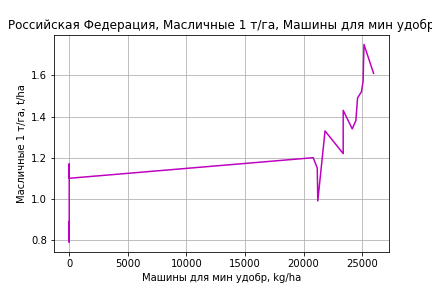 Российская Федерация, Масличные 1 т/га, Машины для мин удобр
Масличные 1 т/га, t/ha
1.6
1.4
1.2
1.0
0.8
0 5000 10000 15000 20000 25000
Машины для мин удобр, kg/ha